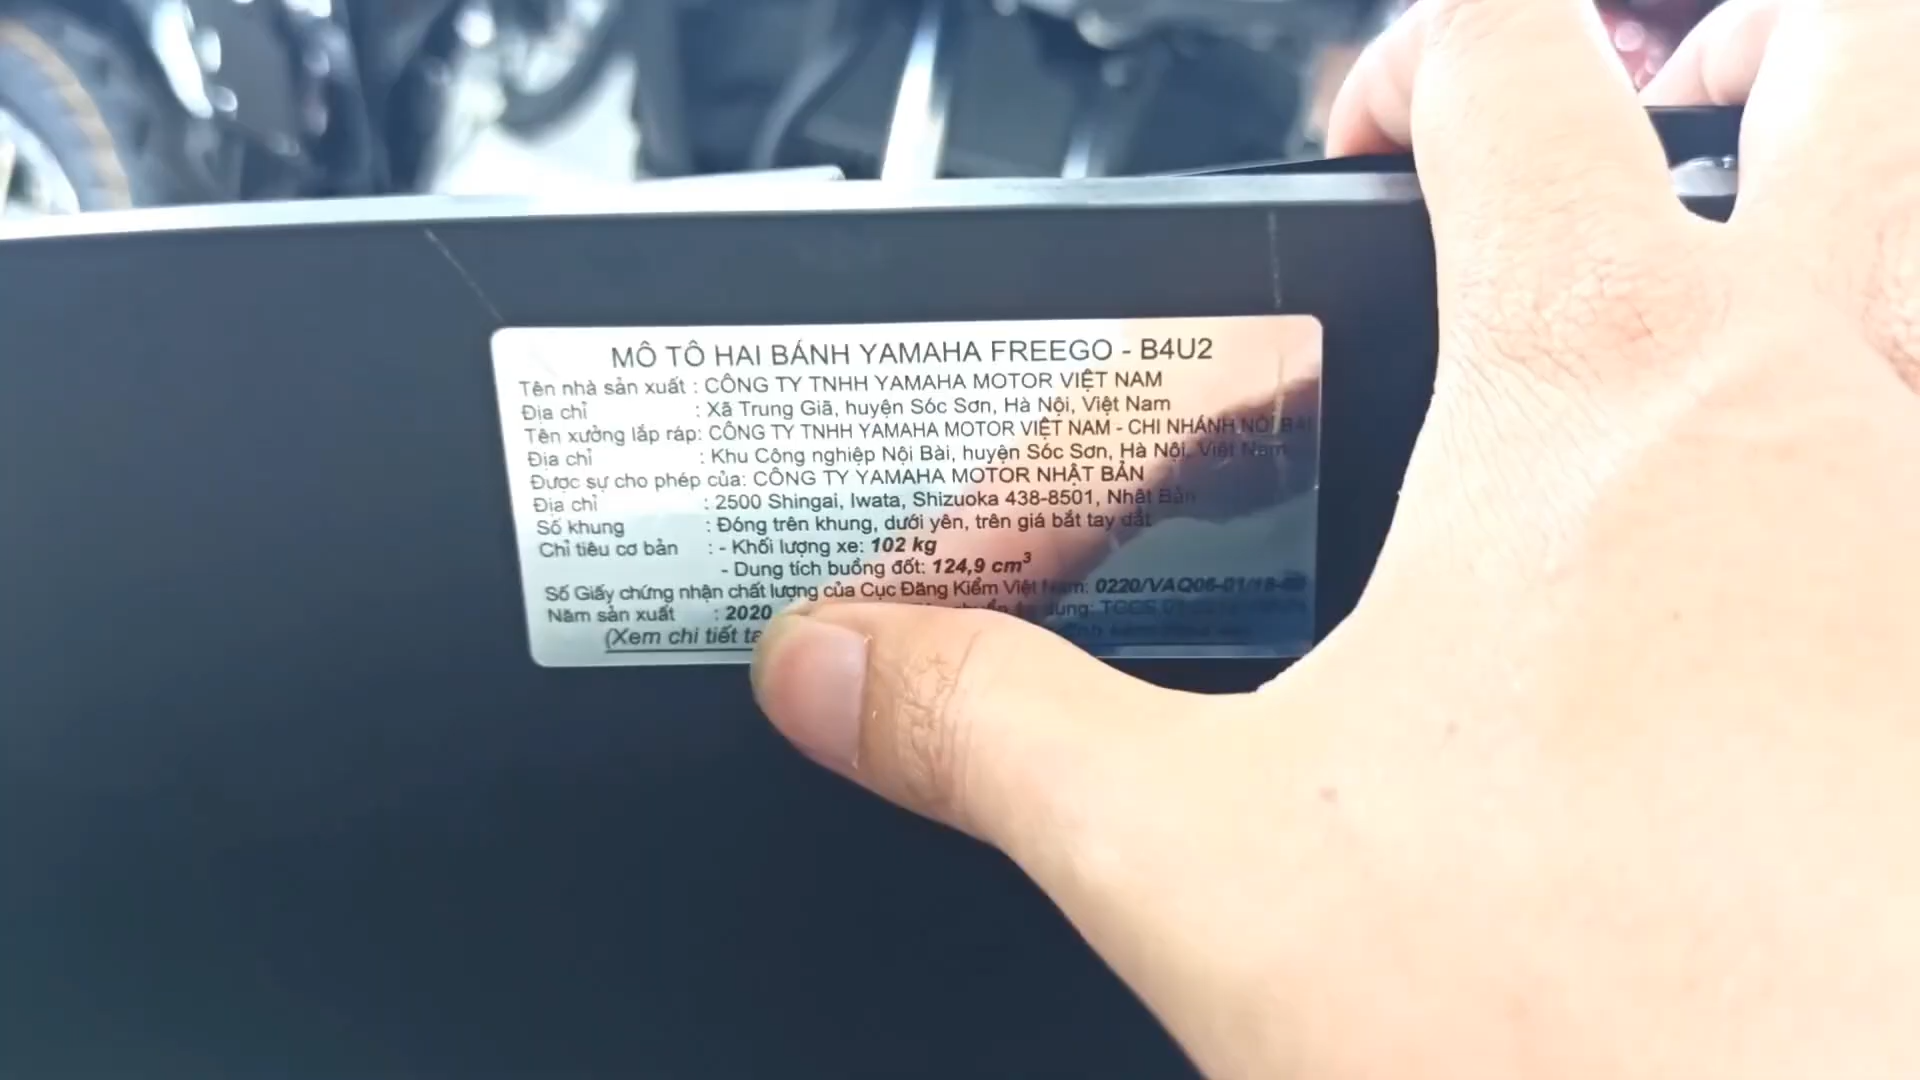 MÔ TÔ HAI BÁNH YAMAHA FREEGO - B4U2
Tên nhà sản xuất : CÔNG TY TNHH YAMAHA MOTOR VIỆT NAM
Địa chỉ : Xã Trung Giã, huyện Sóc Sơn, Hà Nội, Việt Nam
Tên xưởng lắp ráp: CÔNG TY TNHH YAMAHA MOTOR VIỆT NAM - CHI NHÁNH NỘI BÀI
Địa chỉ : Khu Công nghiệp Nội Bài, huyện Sóc Sơn, Hà Nội, Việt Nam
Được sự cho phép của: CÔNG TY YAMAHA MOTOR NHẬT BẢN
Địa chỉ : 2500 Shingai, Iwata, Shizuoka 438-8501, Nhật Bản
Số khung : Đóng trên khung, dưới yên, trên giá bắt tay dắt
Chỉ tiêu cơ bản : - Khối lượng xe: 102 kg
- Dung tích buồng đốt: 124,9 cm³
Số Giấy chứng nhận chất lượng của Cục Đăng Kiểm Việt Nam: 0220/VAQ06-01/18-
Năm sản xuất : 2020 dụng: TCCS
(Xem chi tiết